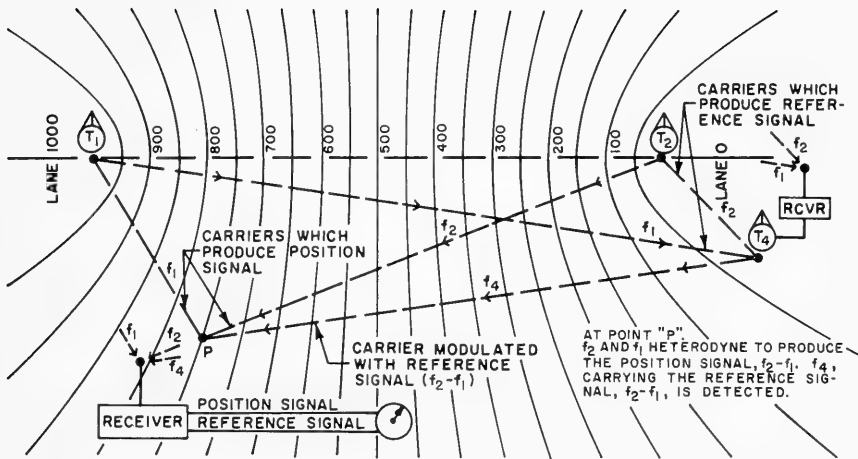 CARRIERS WHICH
PRODUCE REFER-
ENCE SIGNAL
LANE 1000
T1
900
800
700
600
500
400
300
200
100
T2
LANE O
f2
f1
RCVR
T4
f2
f1
f2
CARRIERS WHICH
PRODUCE POSITION
SIGNAL
f1
f4
P
f1
f2
f4
CARRIER MODULATED
WITH REFERENCE
SIGNAL (f2-f1)
AT POINT "P"
f2 AND f1 HETERODYNE TO PRODUCE
THE POSITION SIGNAL, f2-f1. f4,
CARRYING THE REFERENCE SIG-
NAL, f2-f1, IS DETECTED.
RECEIVER
POSITION SIGNAL
REFERENCE SIGNAL